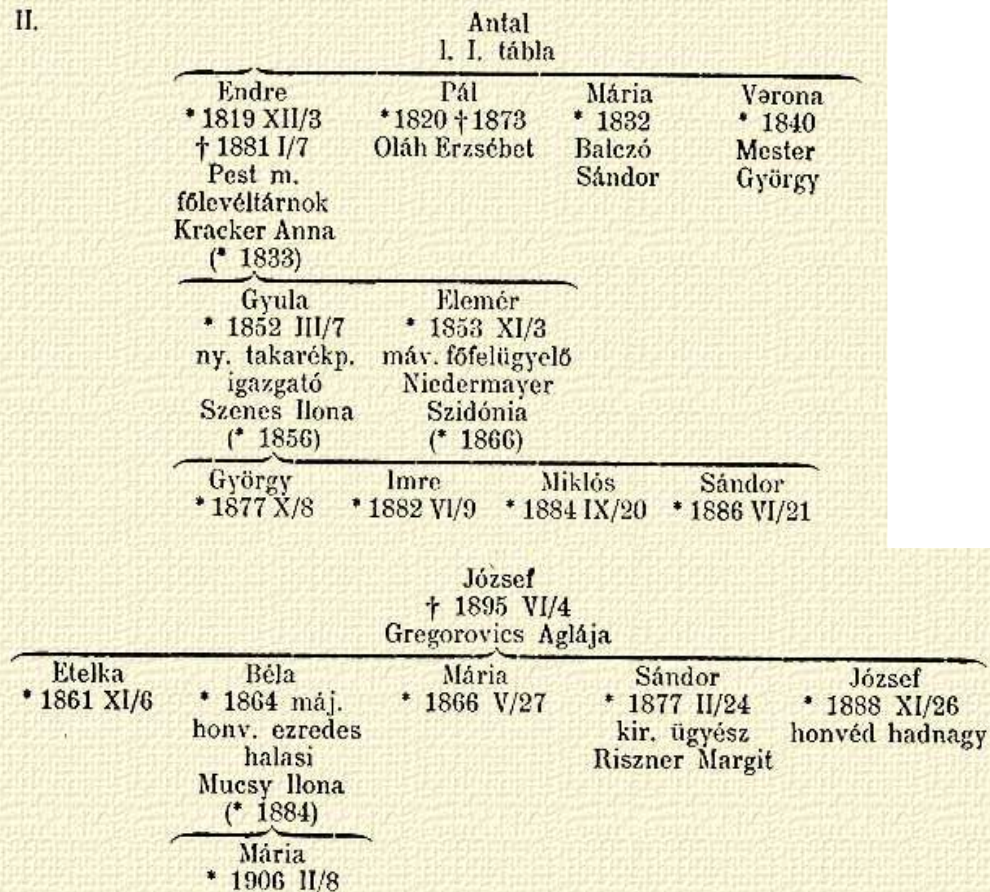 II.
Antal
l. I. tábla
Endre Pál Mária Verona
* 1819 XII/3 * 1820 † 1873 * 1832 * 1840
† 1881 I/7 Oláh Erzsébet Balczó Mester
Pest m. Sándor György
főlevéltárnok
Kracker Anna
(* 1833)
Gyula Elemér
* 1852 III/7 * 1853 XI/3
ny. takarékp. máv. főfelügyelő
igazgató Niedermayer
Szenes Ilona Szidónia
(* 1856) (* 1866)
György Imre Miklós Sándor
* 1877 X/8 * 1882 VI/9 * 1884 IX/20 * 1886 VI/21
József
† 1895 VI/4
Gregorovics Aglája
Etelka Béla Mária Sándor József
* 1861 XI/6 * 1864 máj. * 1866 V/27 * 1877 II/24 * 1888 XI/26
honv. ezredes kir. ügyész honvéd hadnagy
halasi Riszner Margit
Mucsy Ilona
(* 1884)
Mária
* 1906 II/8